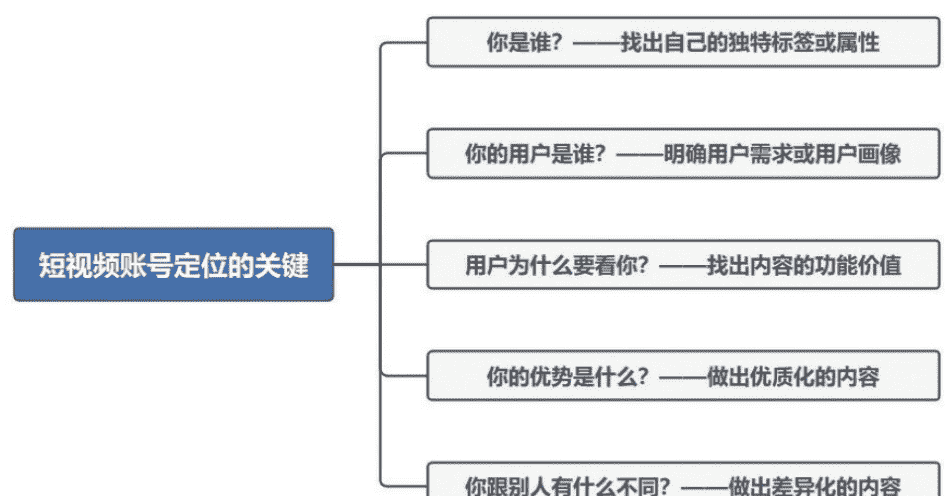 你是谁？——找出自己的独特标签或属性
你的用户是谁？——明确用户需求或用户画像
短视频账号定位的关键
用户为什么要看你？——找出内容的功能价值
你的优势是什么？——做出优质化的内容
你跟别人有什么不同？——做出差异化的内容